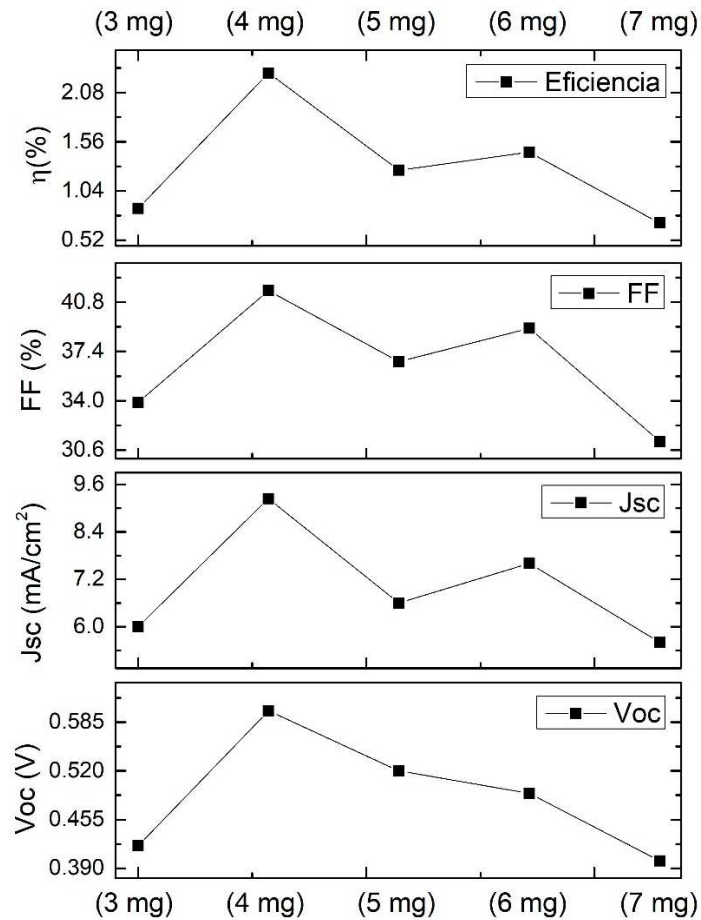 (3 mg) (4 mg) (5 mg) (6 mg) (7 mg)
Eficiencia
η(%)
2.08
1.56
1.04
0.52
FF
FF (%)
40.8
37.4
34.0
30.6
Jsc
Jsc (mA/cm²)
9.6
8.4
7.2
6.0
Voc
Voc (V)
0.585
0.520
0.455
0.390
(3 mg) (4 mg) (5 mg) (6 mg) (7 mg)